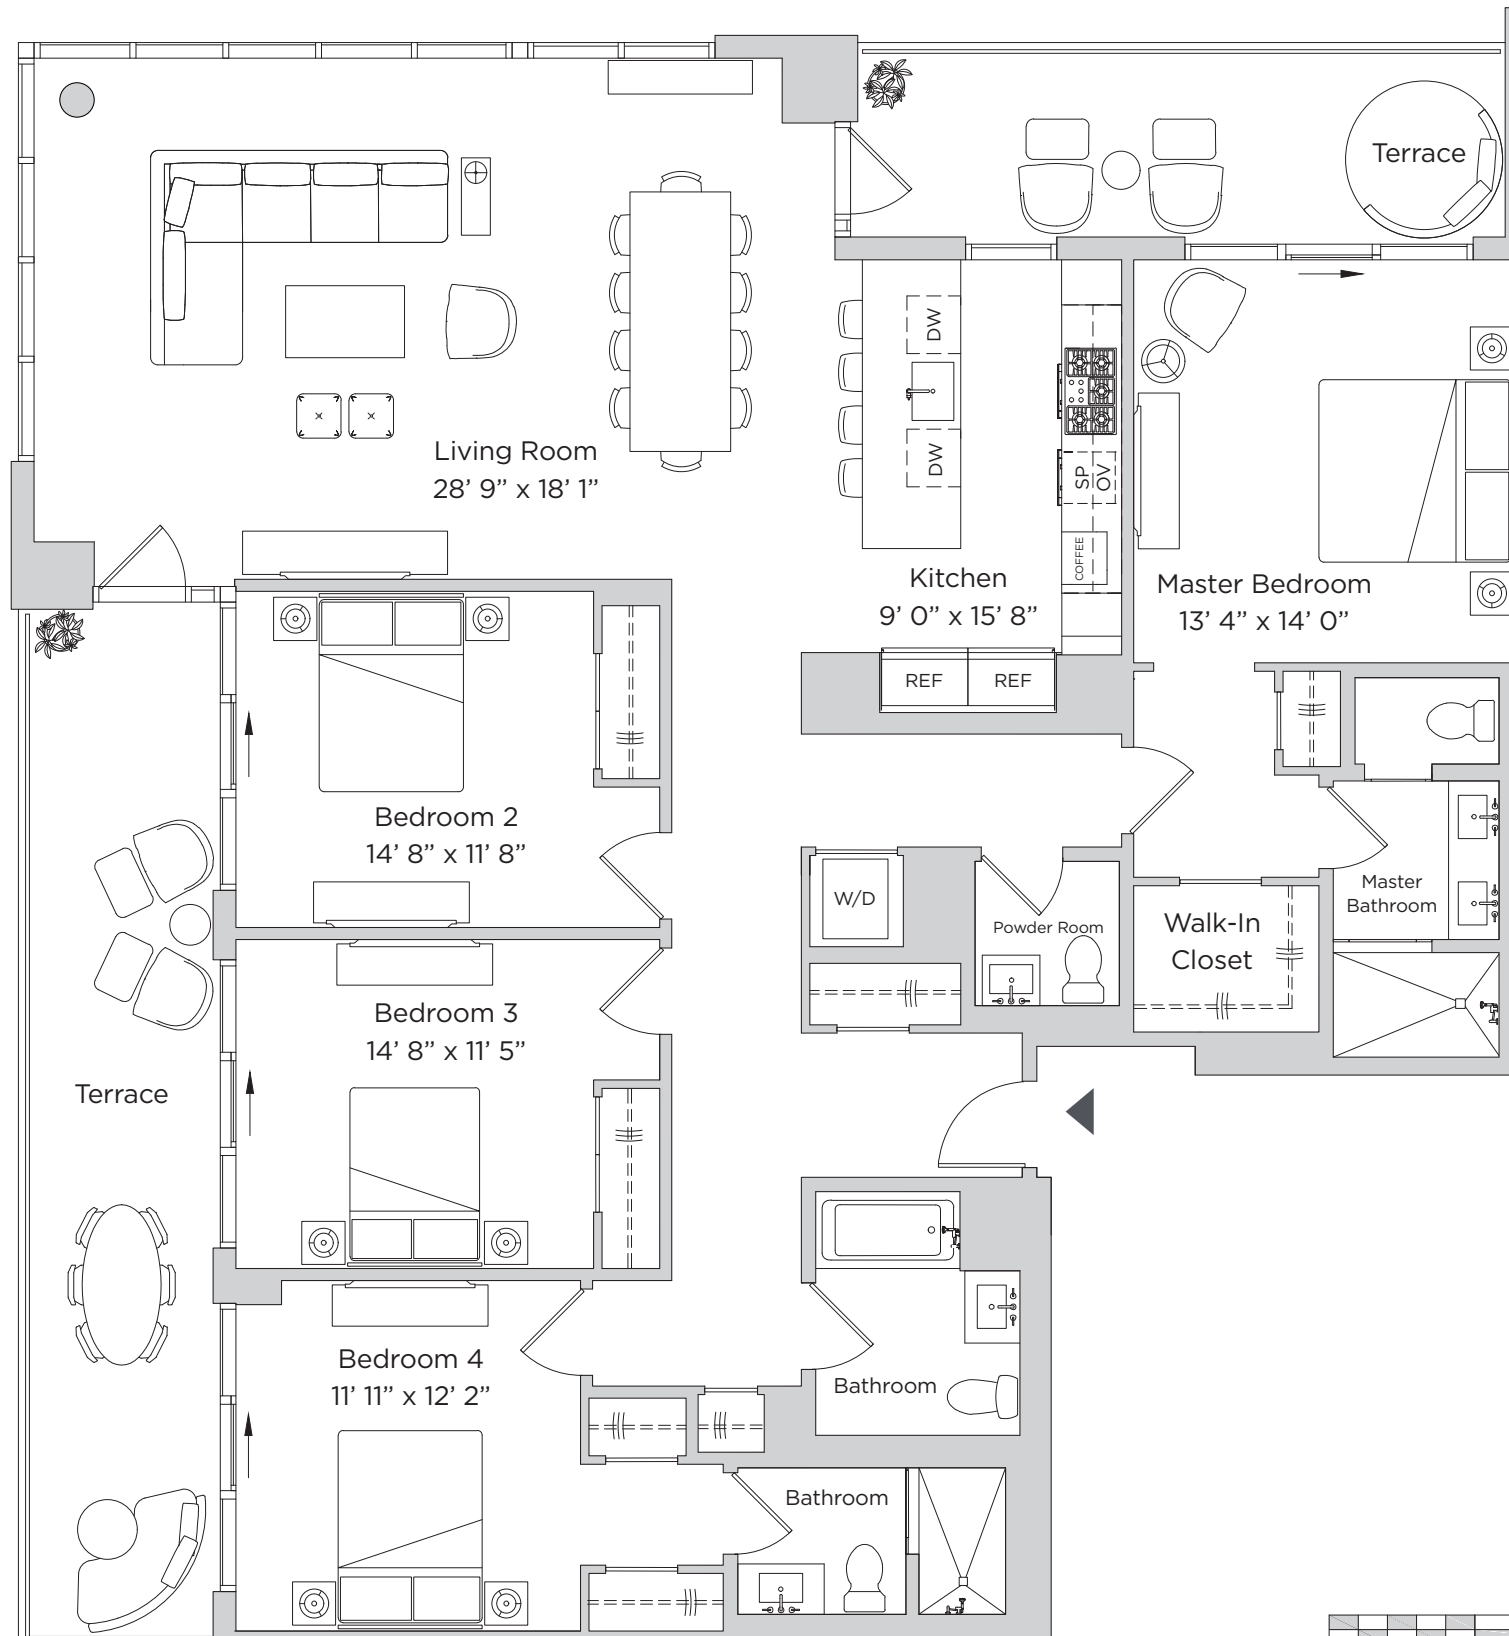 Terrace
DW
DW
SP
OV
COFFEE
Living Room
28’ 9” x 18’ 1”
Kitchen
9’ 0” x 15’ 8”
Master Bedroom
13’ 4” x 14’ 0”
REF
REF
Bedroom 2
14’ 8” x 11’ 8”
W/D
Powder Room
Walk-In
Closet
Master
Bathroom
Bedroom 3
14’ 8” x 11’ 5”
Terrace
Bedroom 4
11’ 11” x 12’ 2”
Bathroom
Bathroom